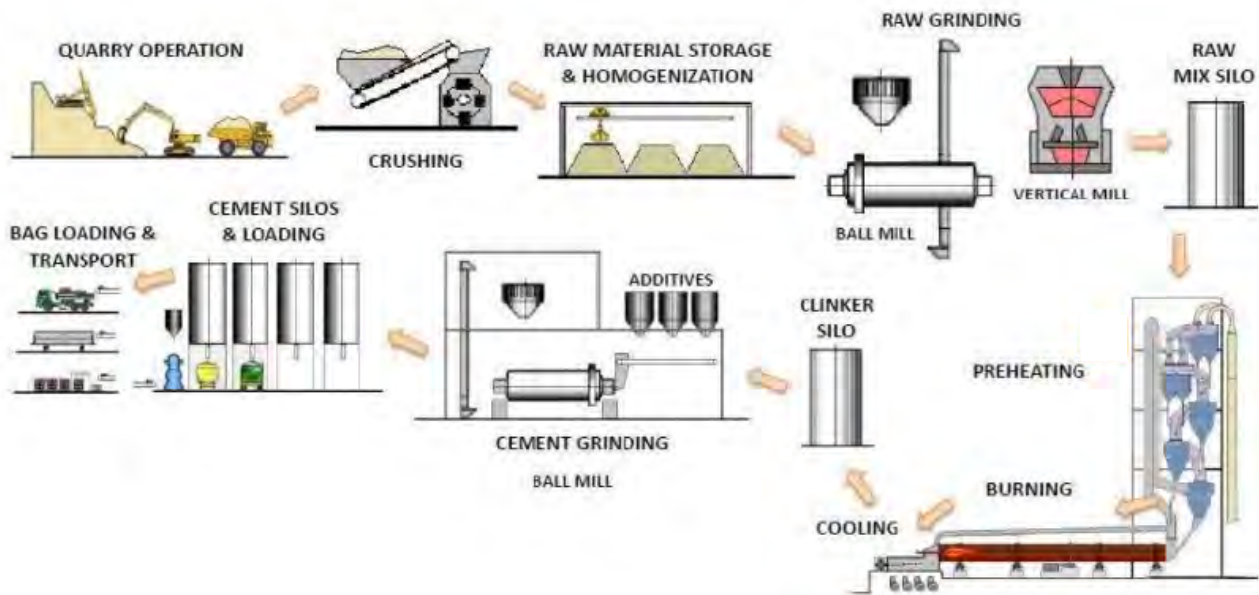 QUARRY OPERATION
CRUSHING
RAW MATERIAL STORAGE
& HOMOGENIZATION
RAW GRINDING
BALL MILL
VERTICAL MILL
RAW
MIX SILO
PREHEATING
BURNING
COOLING
CLINKER
SILO
ADDITIVES
CEMENT GRINDING
BALL MILL
CEMENT SILOS
& LOADING
BAG LOADING &
TRANSPORT